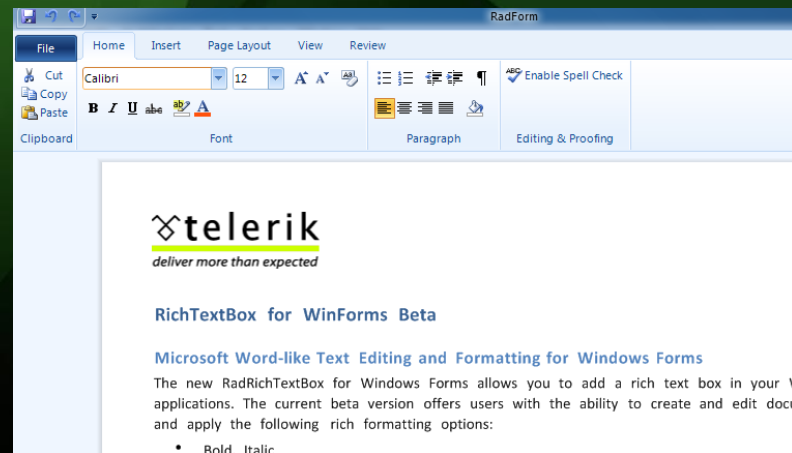 RadForm
File Home Insert Page Layout View Review
Cut
Copy
Paste
Calibri 12
B I U abc ab A
ABC Enable Spell Check
Clipboard Font Paragraph Editing & Proofing
telerik
deliver more than expected
RichTextBox for WinForms Beta
Microsoft Word-like Text Editing and Formatting for Windows Forms
The new RadRichTextBox for Windows Forms allows you to add a rich text box in your
applications. The current beta version offers users with the ability to create and edit
and apply the following rich formatting options:
• Bold, Italic